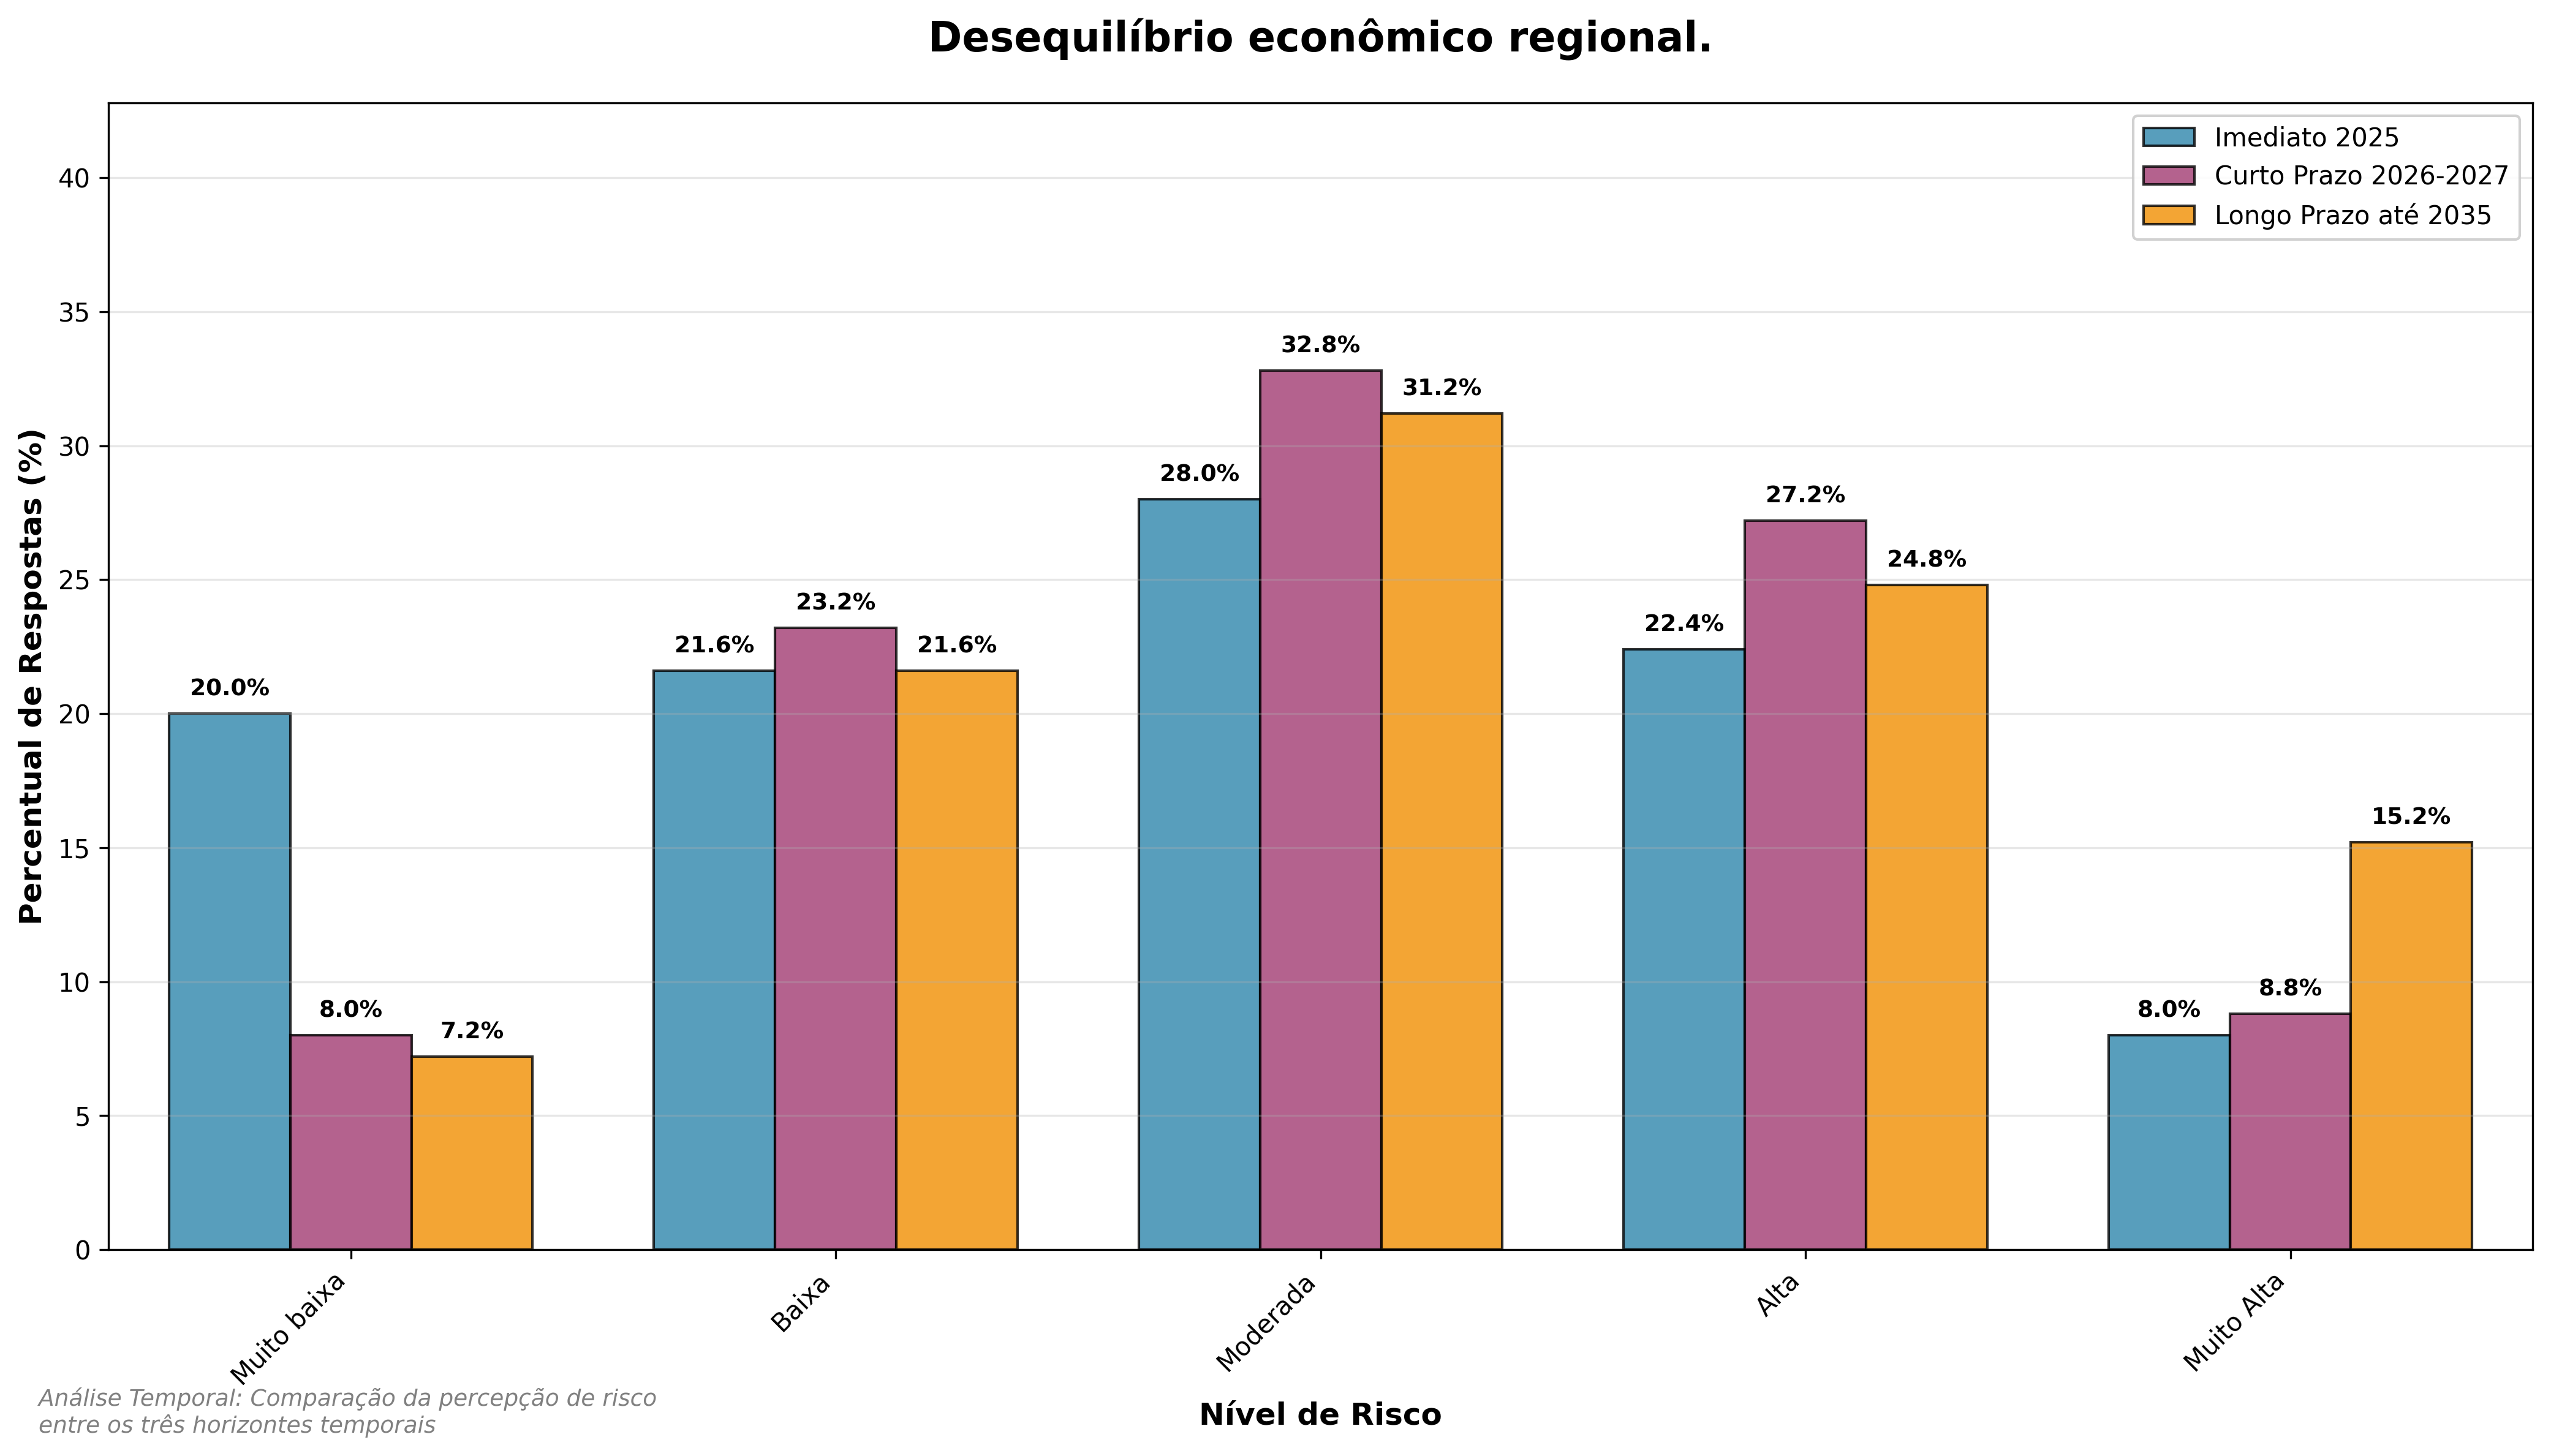 Desequilíbrio econômico regional.
Imediato 2025
Curto Prazo 2026-2027
Longo Prazo até 2035
Percentual de Respostas (%)
40
35
30
25
20
15
10
5
0
20.0%
8.0%
7.2%
21.6%
23.2%
21.6%
28.0%
32.8%
31.2%
22.4%
27.2%
24.8%
8.0%
8.8%
15.2%
Muito baixa
Baixa
Moderada
Alta
Muito Alta
Nível de Risco
Análise Temporal: Comparação da percepção de risco
entre os três horizontes temporais